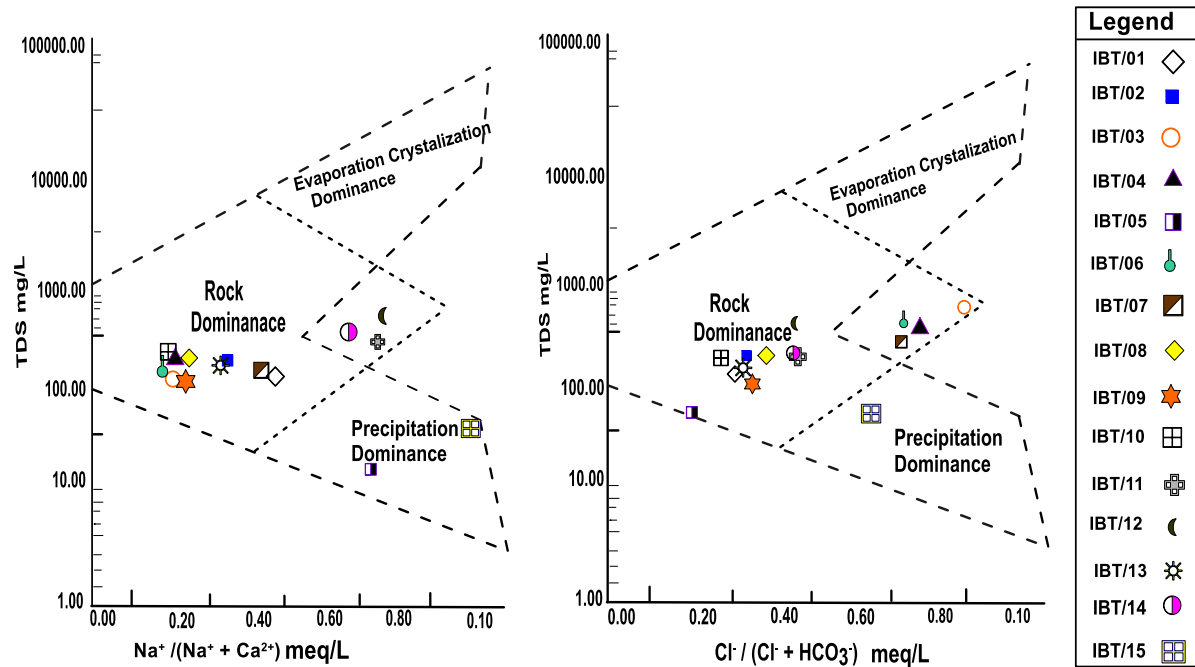 100000.00
10000.00
1000.00
100.00
10.00
1.00
TDS mg/L
Evaporation Crystalization
Dominance
Rock
Dominanace
Precipitation
Dominance
0.00 0.20 0.40 0.60 0.10
Na⁺ /(Na⁺ + Ca²⁺) meq/L
100000.00
10000.00
1000.00
100.00
10.00
1.00
TDS mg/L
Evaporation Crystalization
Dominance
Rock
Dominanace
Precipitation
Dominance
0.00 0.20 0.40 0.60 0.10
Cl⁻ / (Cl⁻ + HCO₃⁻) meq/L
Legend
IBT/01
IBT/02
IBT/03
IBT/04
IBT/05
IBT/06
IBT/07
IBT/08
IBT/09
IBT/10
IBT/11
IBT/12
IBT/13
IBT/14
IBT/15